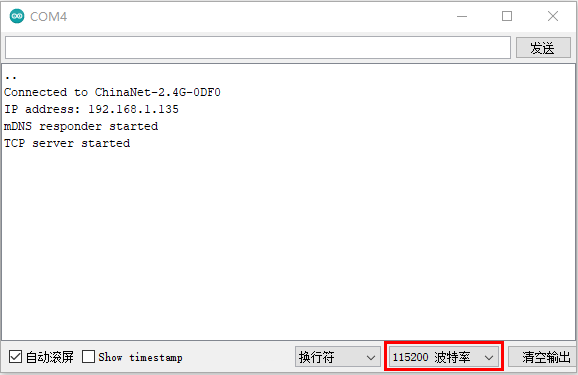 COM4
发送
..
Connected to ChinaNet-2.4G-0DF0
IP address: 192.168.1.135
mDNS responder started
TCP server started
自动滚屏 Show timestamp 换行符 115200 波特率 清空输出